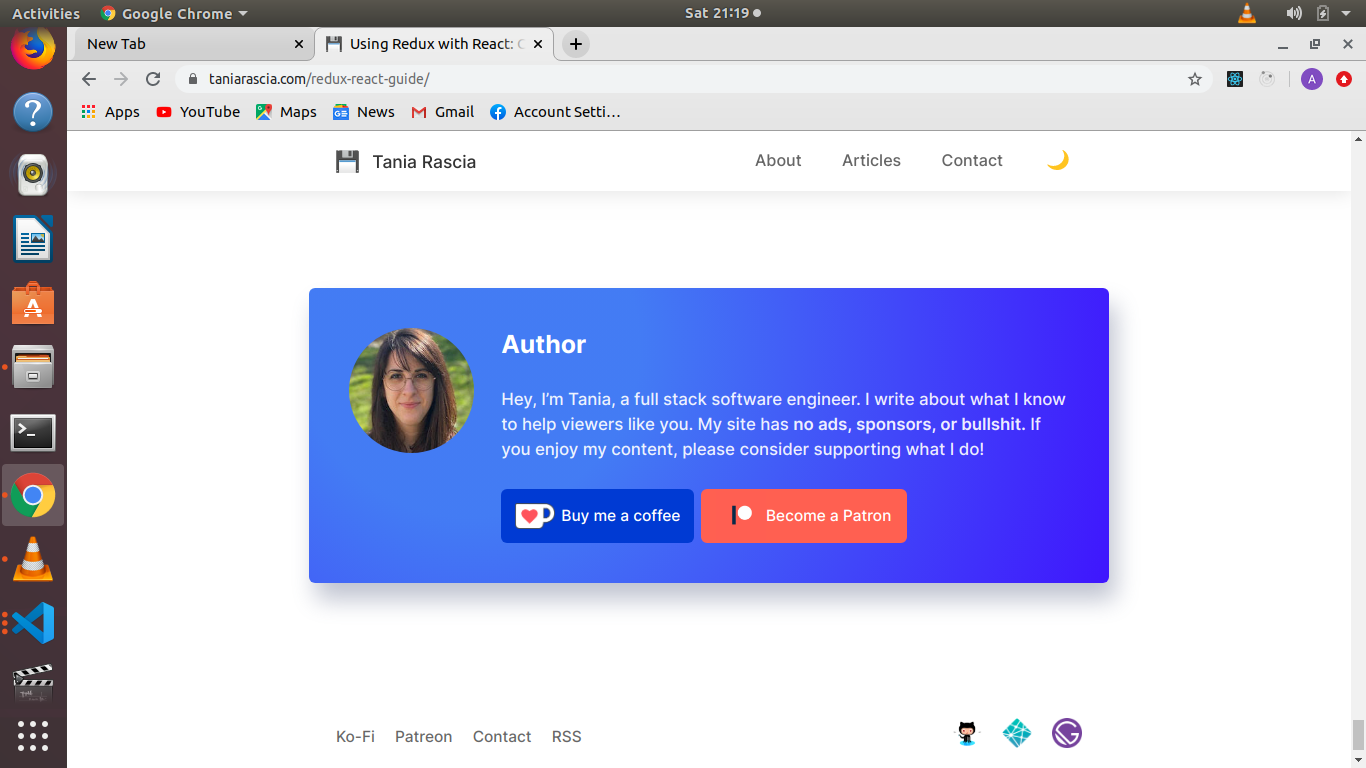 Activities Google Chrome Sat 21:19
New Tab Using Redux with React:
taniarascia.com/redux-react-guide/ A
Apps YouTube Maps News Gmail Account Setti…
Tania Rascia About Articles Contact
Author
Hey, I’m Tania, a full stack software engineer. I write about what I know
to help viewers like you. My site has no ads, sponsors, or bullshit. If
you enjoy my content, please consider supporting what I do!
Buy me a coffee Become a Patron
Ko-Fi Patreon Contact RSS